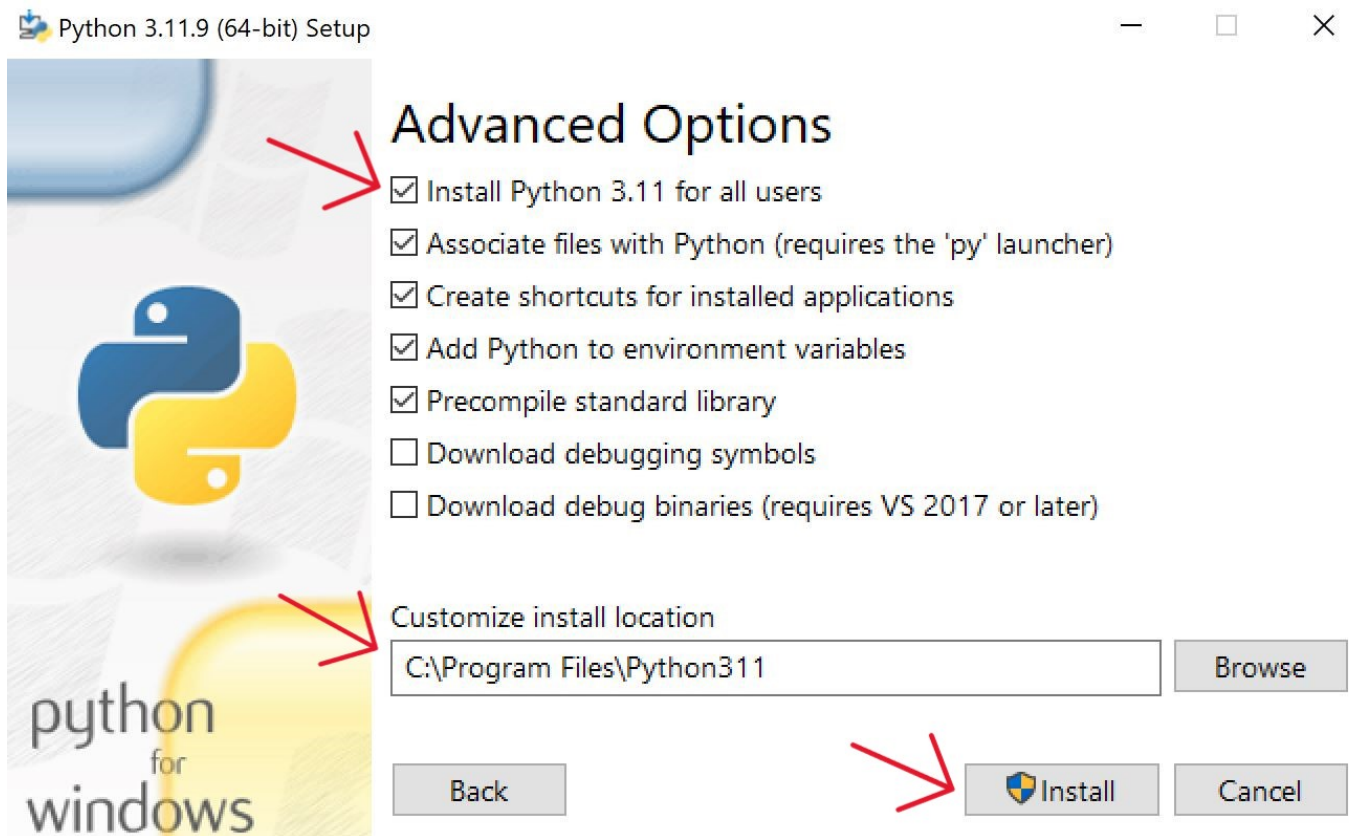 Python 3.11.9 (64-bit) Setup
Advanced Options
Install Python 3.11 for all users
Associate files with Python (requires the 'py' launcher)
Create shortcuts for installed applications
Add Python to environment variables
Precompile standard library
Download debugging symbols
Download debug binaries (requires VS 2017 or later)
Customize install location
C:\Program Files\Python311
Browse
python
for
windows
Back
Install
Cancel